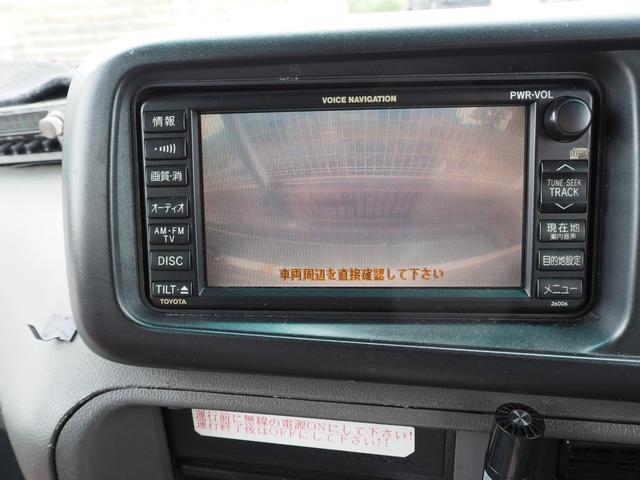 VOICE NAVIGATION
PWR·VOL
情報
画質·消
オーディオ
AM·FM
TV
DISC
TILT·⏏
TOYOTA
TUNE·SEEK
TRACK
現在地
案内音声
目的地設定
メニュー
26006
車両周辺を直接確認して下さい
運行前に無線の電源ONにして下さい!
運行終了後はOFFにして下さい!!